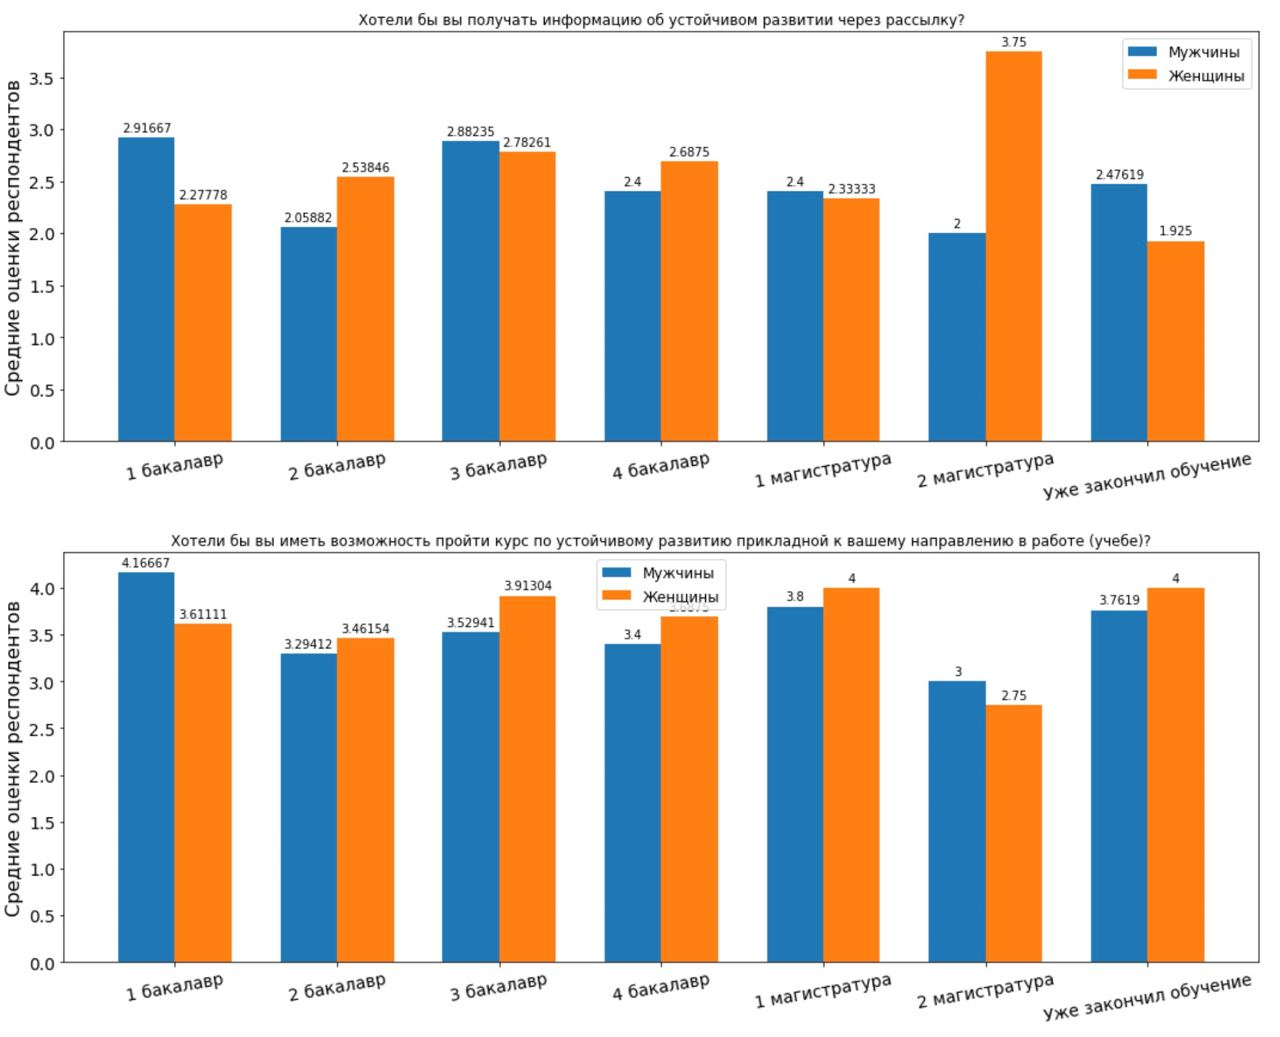 Хотели бы вы получать информацию об устойчивом развитии через рассылку?
Средние оценки респондентов
3.5
3.0
2.5
2.0
1.5
1.0
0.5
0.0
2.91667
2.27778
2.05882
2.53846
2.88235
2.78261
2.4
2.6875
2.4
2.33333
2
3.75
2.47619
1.925
Мужчины
Женщины
1 бакалавр
2 бакалавр
3 бакалавр
4 бакалавр
1 магистратура
2 магистратура
Уже закончил обучение
Хотели бы вы иметь возможность пройти курс по устойчивому развитию прикладной к вашему направлению в работе (учебе)?
Средние оценки респондентов
4.0
3.5
3.0
2.5
2.0
1.5
1.0
0.5
0.0
4.16667
3.61111
3.29412
3.46154
3.52941
3.91304
3.4
3.6875
3.8
4
3
2.75
3.7619
4
Мужчины
Женщины
1 бакалавр
2 бакалавр
3 бакалавр
4 бакалавр
1 магистратура
2 магистратура
Уже закончил обучение